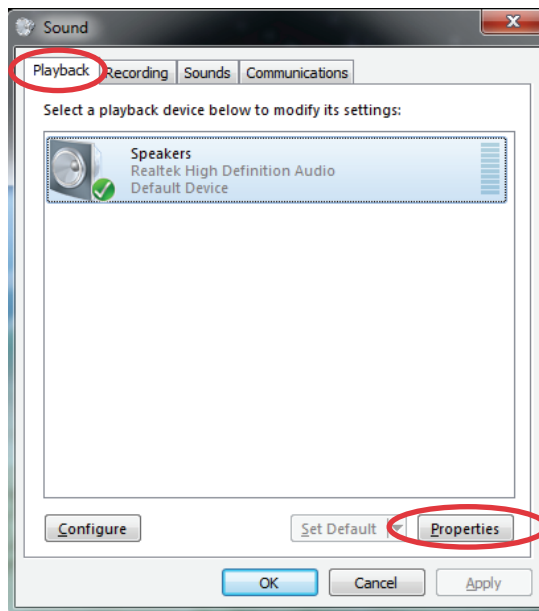 Sound
Playback Recording Sounds Communications
Select a playback device below to modify its settings:
Speakers
Realtek High Definition Audio
Default Device
Configure Set Default Properties
OK Cancel Apply